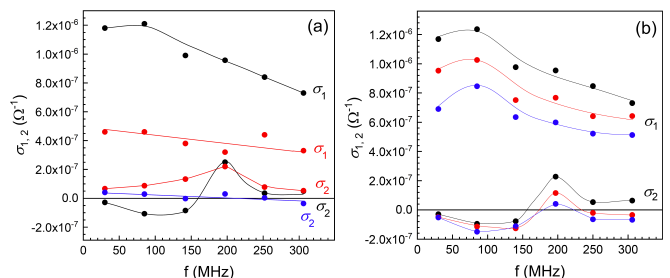 (a)
1.2x10⁻⁶
1.0x10⁻⁶
8.0x10⁻⁷
6.0x10⁻⁷
4.0x10⁻⁷
2.0x10⁻⁷
0.0
-2.0x10⁻⁷
σ₁, ₂ (Ω⁻¹)
σ₁
σ₁
σ₂
σ₂
σ₂
0 50 100 150 200 250 300 350
f (MHz)
(b)
1.2x10⁻⁶
1.0x10⁻⁶
8.0x10⁻⁷
6.0x10⁻⁷
4.0x10⁻⁷
2.0x10⁻⁷
0.0
-2.0x10⁻⁷
σ₁, ₂ (Ω⁻¹)
σ₁
σ₂
0 50 100 150 200 250 300 350
f (MHz)